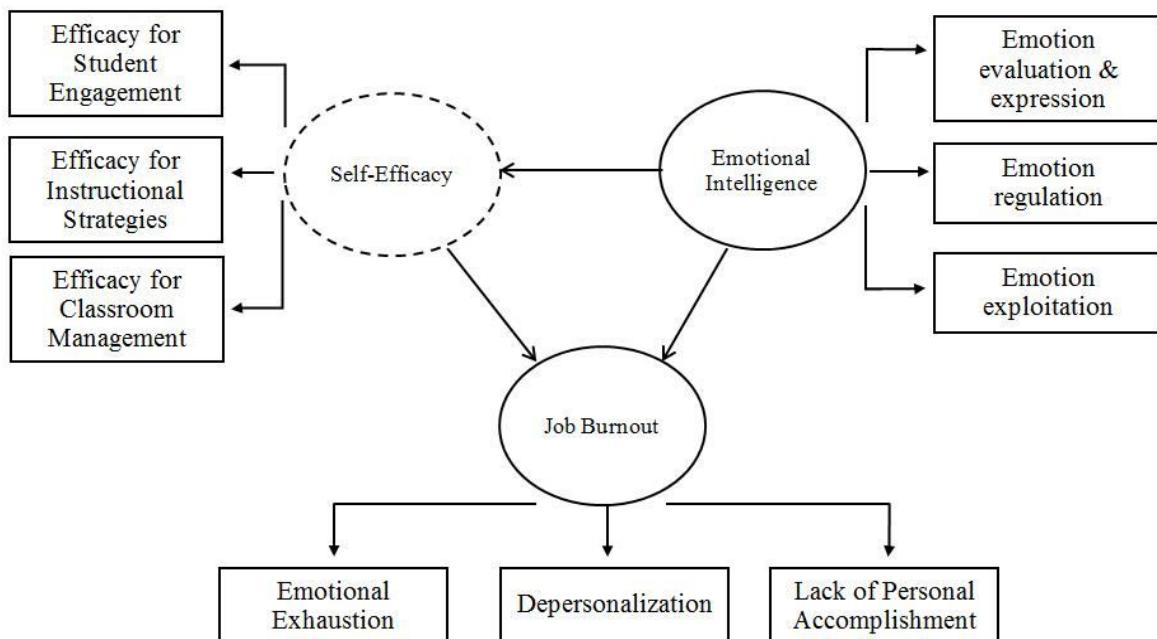 Efficacy for
Student
Engagement
Efficacy for
Instructional
Strategies
Efficacy for
Classroom
Management
Self-Efficacy
Emotional
Intelligence
Emotion
evaluation &
expression
Emotion
regulation
Emotion
exploitation
Job Burnout
Emotional
Exhaustion
Depersonalization
Lack of Personal
Accomplishment